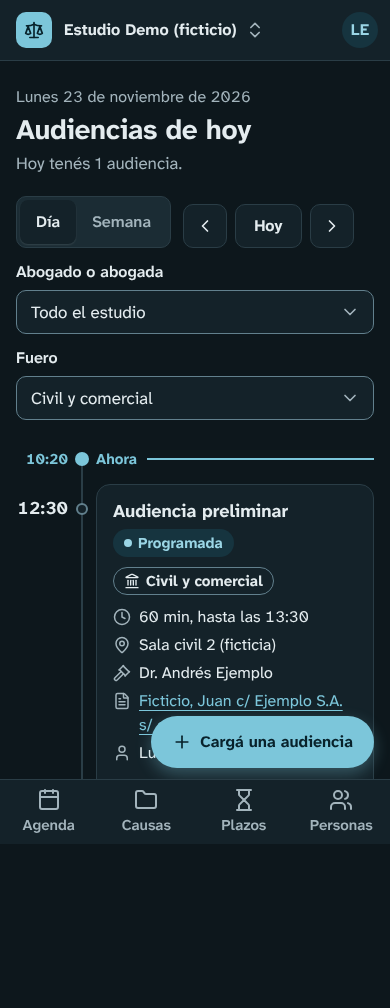 Estudio Demo (ficticio)
LE
Lunes 23 de noviembre de 2026
Audiencias de hoy
Hoy tenés 1 audiencia.
Día
Semana
Hoy
Abogado o abogada
Todo el estudio
Fuero
Civil y comercial
10:20
Ahora
12:30
Audiencia preliminar
Programada
Civil y comercial
60 min, hasta las 13:30
Sala civil 2 (ficticia)
Dr. Andrés Ejemplo
Ficticio, Juan c/ Ejemplo S.A.
s/
Cargá una audiencia
Agenda
Causas
Plazos
Personas